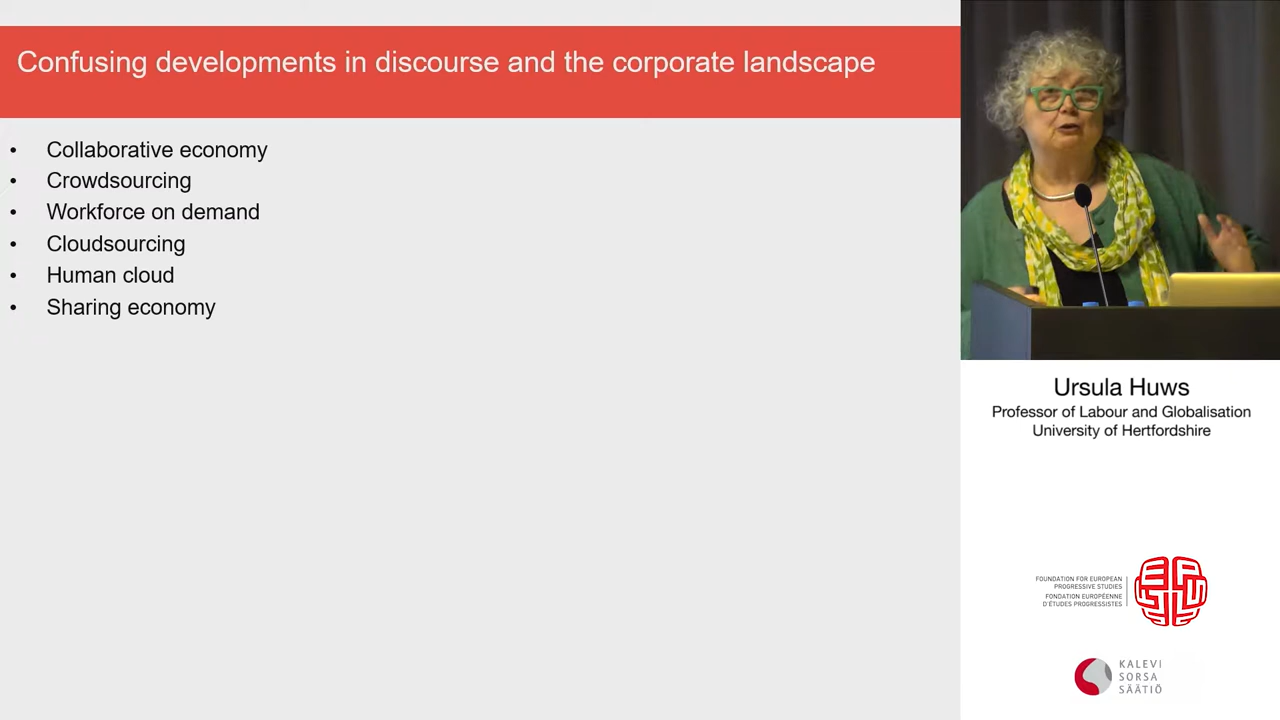 Confusing developments in discourse and the corporate landscape
• Collaborative economy
• Crowdsourcing
• Workforce on demand
• Cloudsourcing
• Human cloud
• Sharing economy
Ursula Huws
Professor of Labour and Globalisation
University of Hertfordshire
FOUNDATION FOR EUROPEAN
PROGRESSIVE STUDIES
FONDATION EUROPÉENNE
D'ÉTUDES PROGRESSISTES
KALEVI
SORSA
SÄÄTIÖ